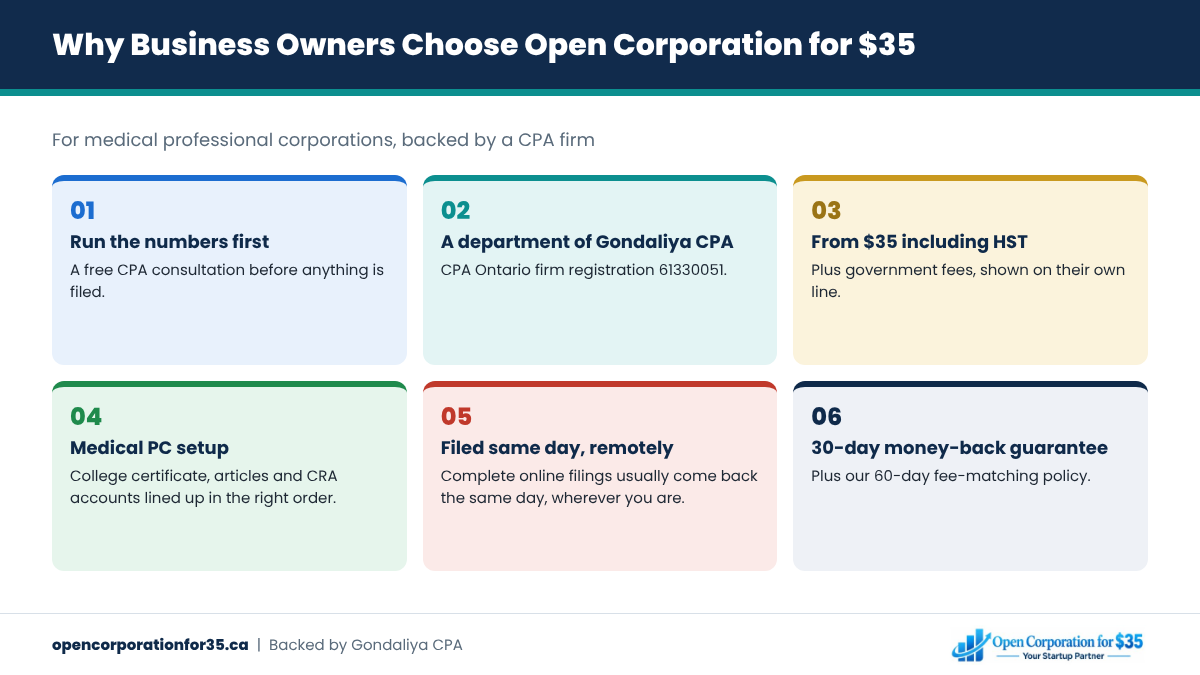 Why Business Owners Choose Open Corporation for $35
For medical professional corporations, backed by a CPA firm
01
Run the numbers first
A free CPA consultation before anything is
filed.
02
A department of Gondaliya CPA
CPA Ontario firm registration 61330051.
03
From $35 including HST
Plus government fees, shown on their own
line.
04
Medical PC setup
College certificate, articles and CRA
accounts lined up in the right order.
05
Filed same day, remotely
Complete online filings usually come back
the same day, wherever you are.
06
30-day money-back guarantee
Plus our 60-day fee-matching policy.
opencorporationfor35.ca | Backed by Gondaliya CPA
Open Corporation for $35
Your Startup Partner